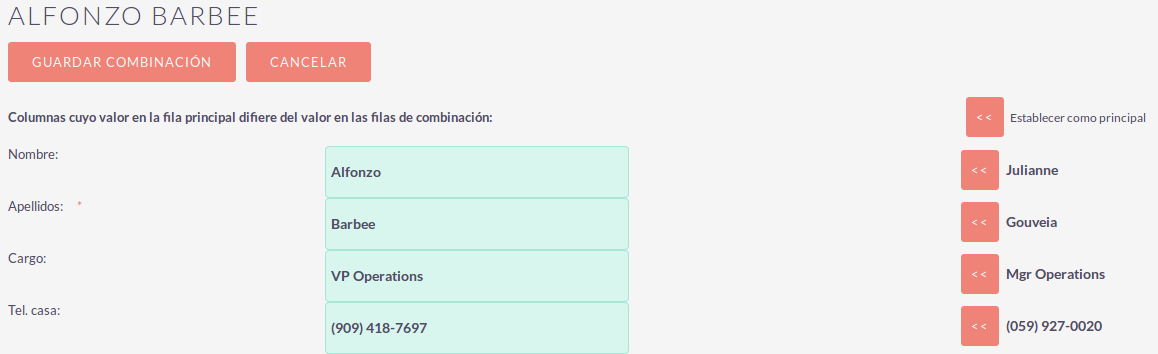 ALFONZO BARBEE
GUARDAR COMBINACIÓN CANCELAR
Columnas cuyo valor en la fila principal difiere del valor en las filas de combinación: << Establecer como principal
Nombre: Alfonzo << Julianne
Apellidos: * Barbee << Gouveia
Cargo: VP Operations << Mgr Operations
Tel. casa: (909) 418-7697 << (059) 927-0020